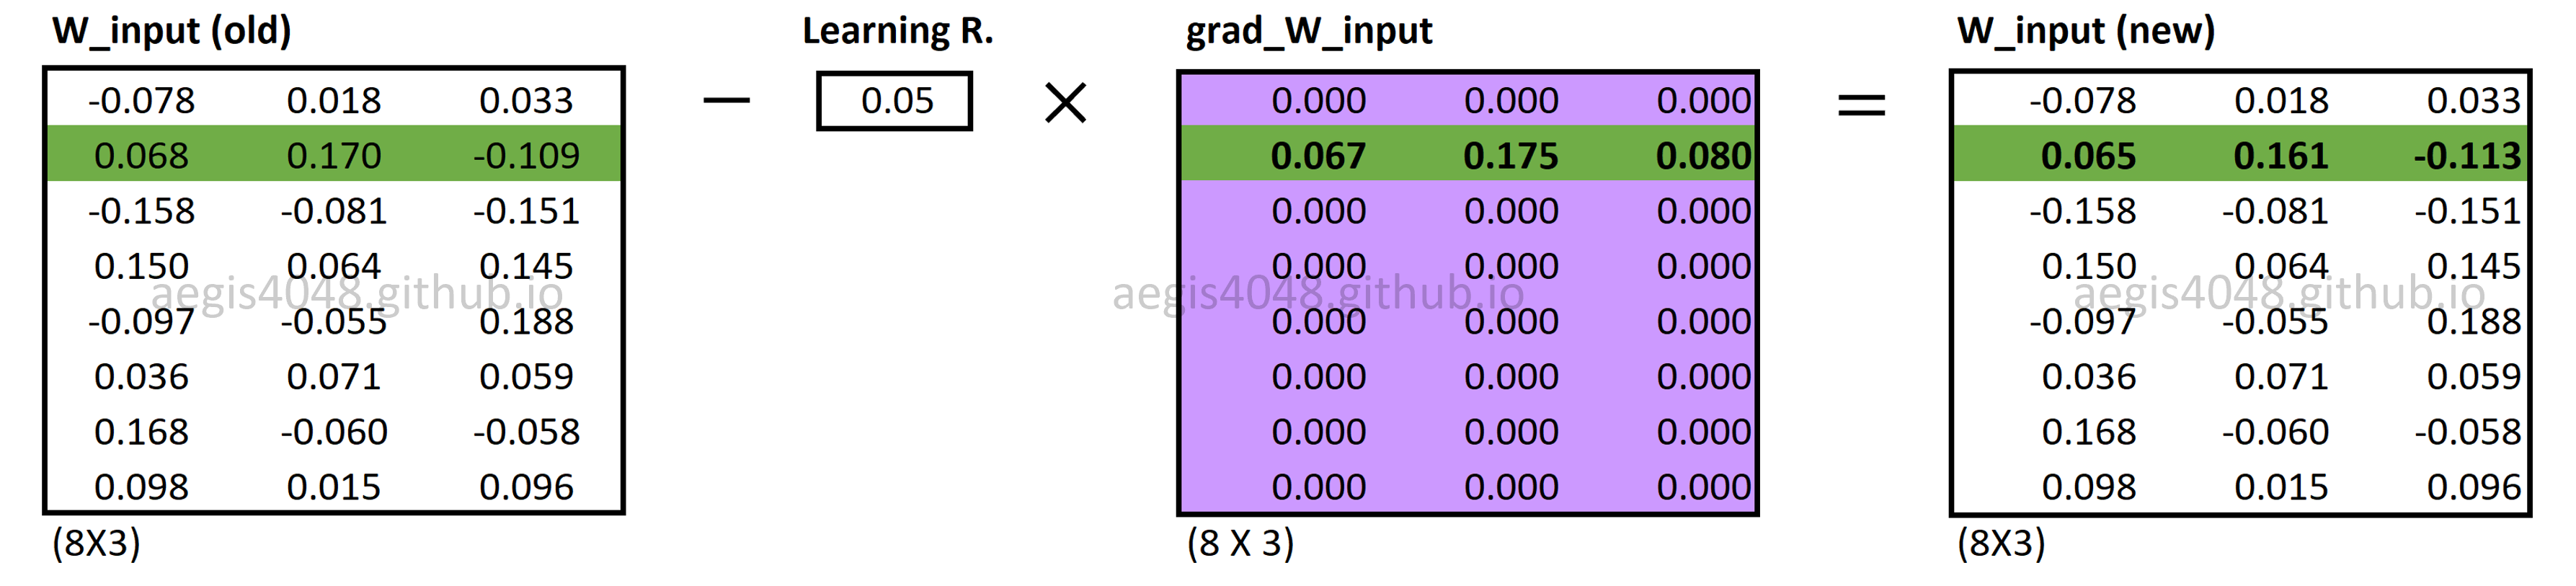 W_input (old) Learning R. grad_W_input W_input (new)
-0.078 0.018 0.033 — 0.05 × 0.000 0.000 0.000 = -0.078 0.018 0.033
0.068 0.170 -0.109 0.067 0.175 0.080 0.065 0.161 -0.113
-0.158 -0.081 -0.151 0.000 0.000 0.000 -0.158 -0.081 -0.151
0.150 0.064 0.145 0.000 0.000 0.000 0.150 0.064 0.145
aegis4048.github.io aegis4048.github.io aegis4048.github.io
-0.097 -0.055 0.188 0.000 0.000 0.000 -0.097 -0.055 0.188
0.036 0.071 0.059 0.000 0.000 0.000 0.036 0.071 0.059
0.168 -0.060 -0.058 0.000 0.000 0.000 0.168 -0.060 -0.058
0.098 0.015 0.096 0.000 0.000 0.000 0.098 0.015 0.096
(8X3) (8 X 3) (8X3)